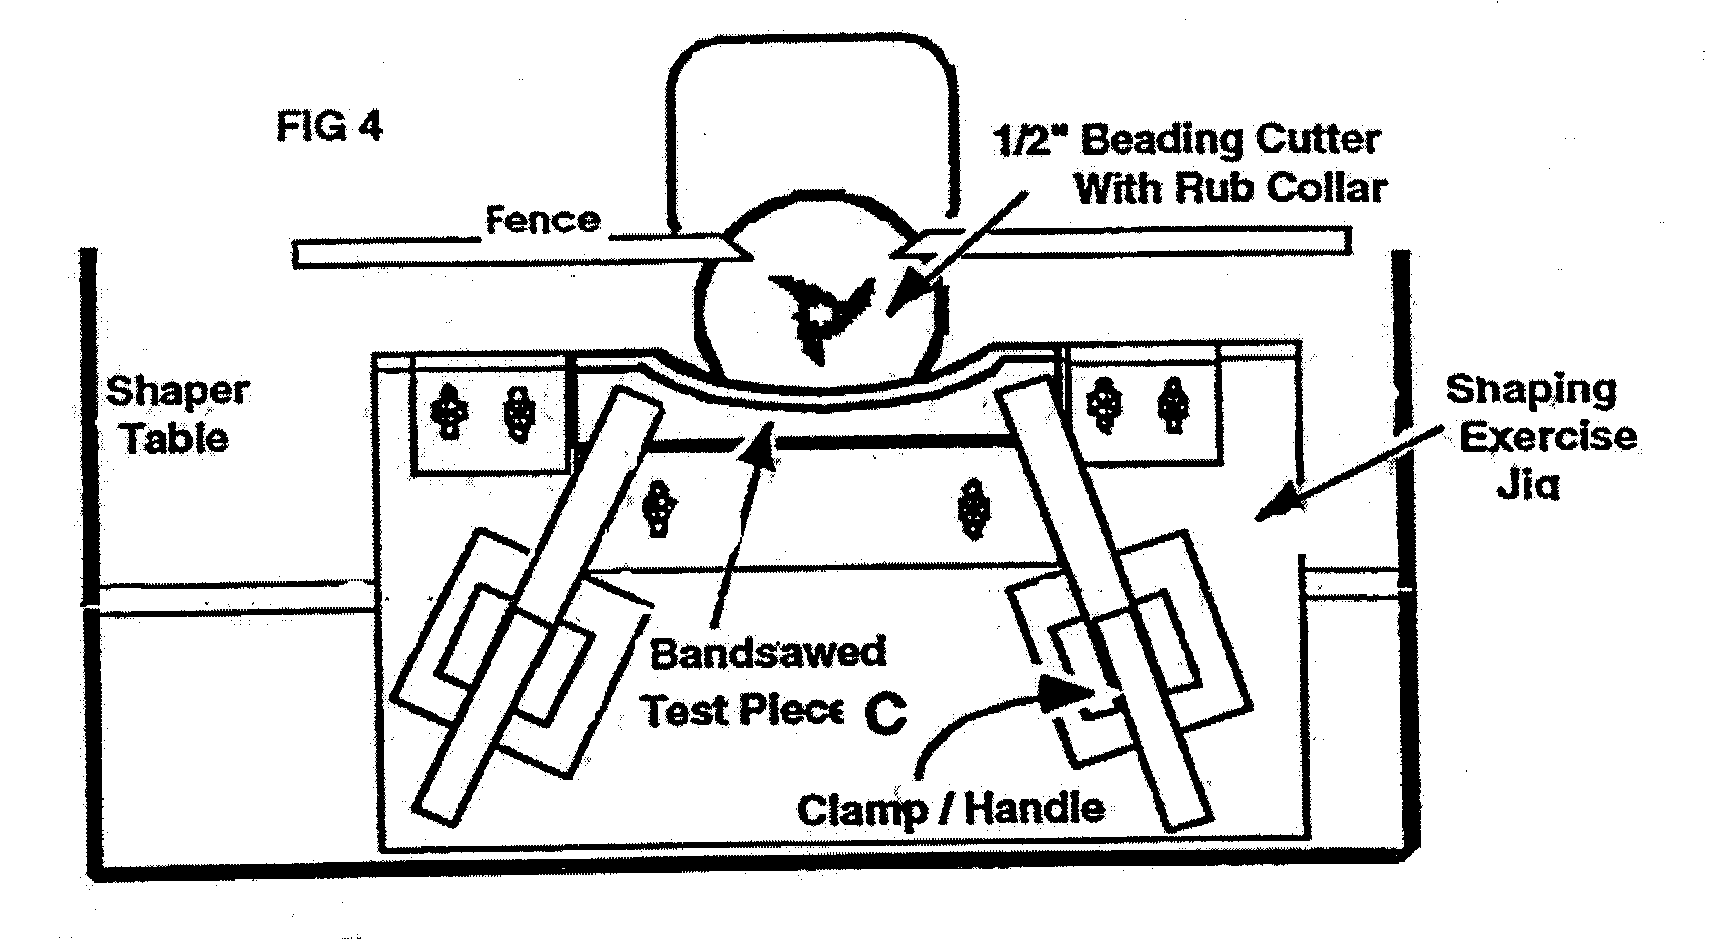 FIG 4
1/2" Beading Cutter
With Rub Collar
Fence
Shaper
Table
Shaping
Exercise
Jig
Bandsawed
Test Piece C
Clamp / Handle